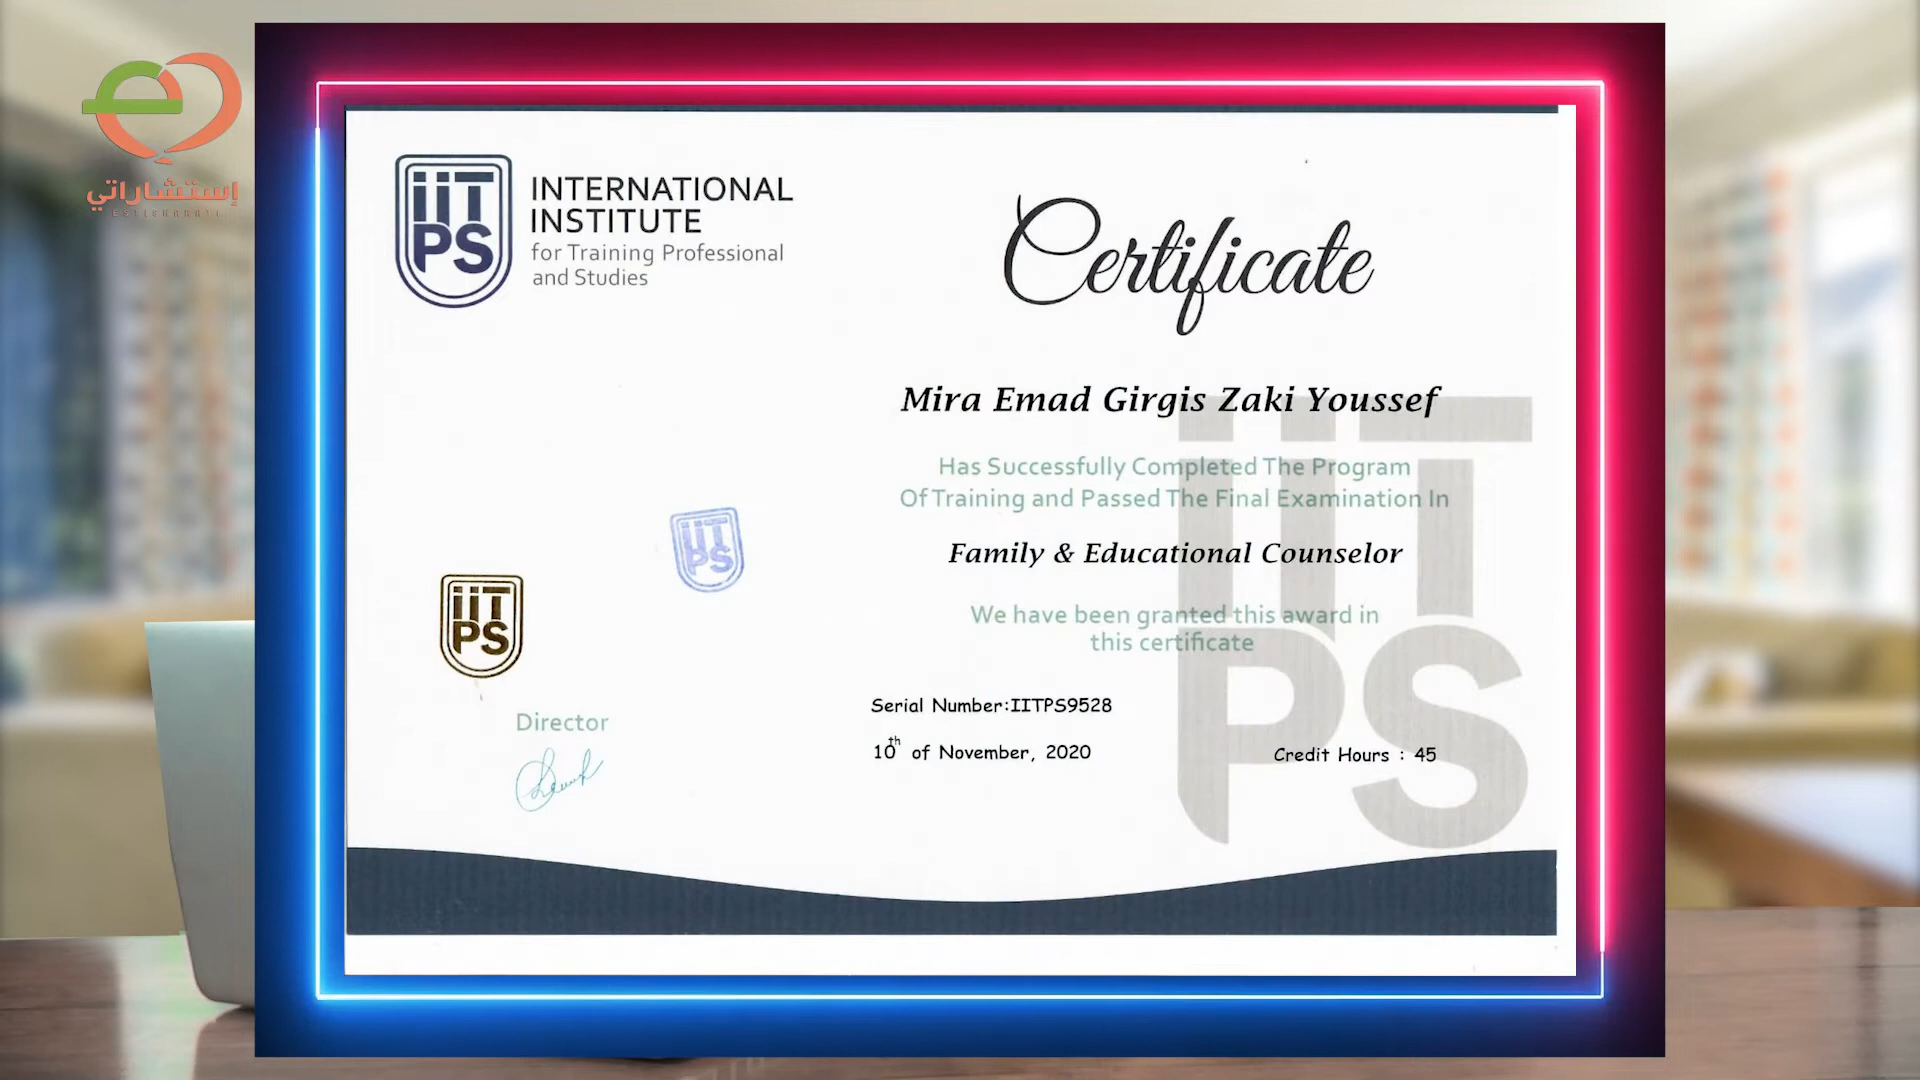 إستشاراتي
ESTISHARATI
iiT
PS
INTERNATIONAL
INSTITUTE
for Training Professional
and Studies
Certificate
Mira Emad Girgis Zaki Youssef
Has Successfully Completed The Program
Of Training and Passed The Final Examination In
Family & Educational Counselor
We have been granted this award in
this certificate
iiT
PS
iiT
PS
iiT
PS
Director
Serial Number:IITPS9528
10th of November, 2020
Credit Hours : 45